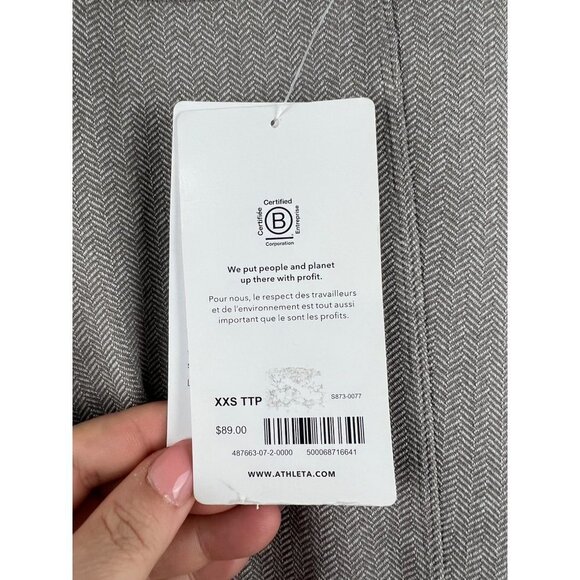 Certified
Certifiée
B
Entreprise
Corporation
We put people and planet
up there with profit.
Pour nous, le respect des travailleurs
et de l'environnement est tout aussi
important que le sont les profits.
XXS TTP
S873-0077
$89.00
487663-07-2-0000 500068716641
WWW.ATHLETA.COM